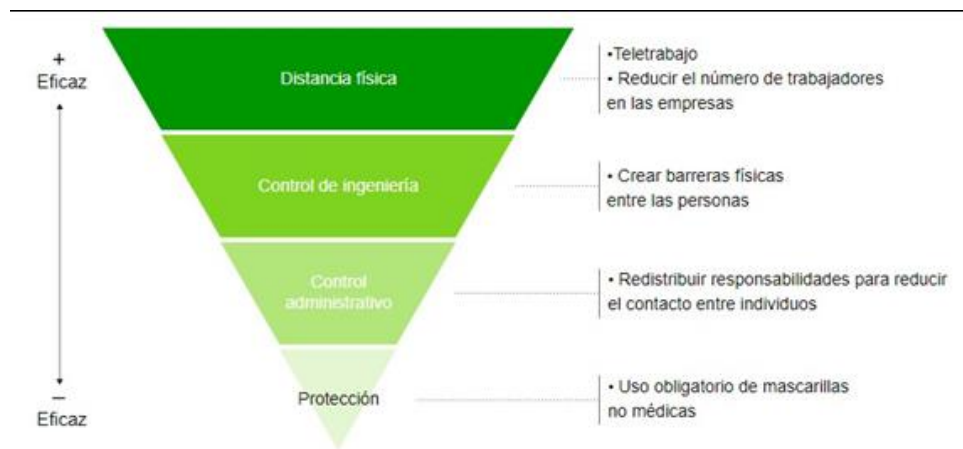 +
Eficaz
Distancia física
•Teletrabajo
• Reducir el número de trabajadores
en las empresas
Control de ingeniería
• Crear barreras físicas
entre las personas
Control
administrativo
• Redistribuir responsabilidades para reducir
el contacto entre individuos
Protección
• Uso obligatorio de mascarillas
no médicas
–
Eficaz